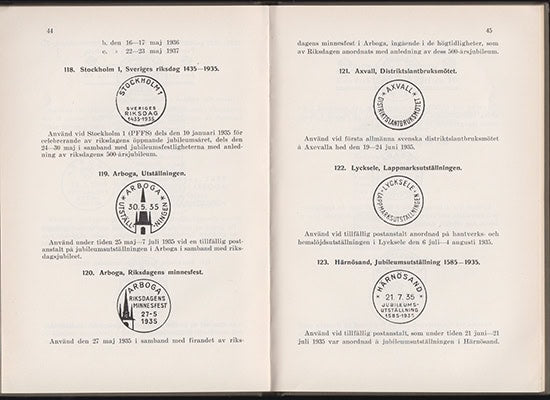 44
b. den 16—17 maj 1936
c. » 22—23 maj 1937
118. Stockholm 1, Sveriges riksdag 1435—1935.
STOCKHOLM 1
SVERIGES
RIKSDAG
1435-1935
Använd vid Stockholm 1 (PFFS) dels den 10 januari 1935 för
celebrerande av riksdagens öppnande jubileumsåret, dels den
24—30 maj i samband med jubileumsfestligheterna med anled-
ning av riksdagens 500-årsjubileum.
119. Arboga, Utställningen.
ARBOGA
30.5.35
UTSTÄLLNINGEN
Använd under tiden 25 maj—7 juli 1935 vid en tillfällig post-
anstalt på jubileumsutställningen i Arboga i samband med riks-
dagsjubileet.
120. Arboga, Riksdagens minnesfest.
ARBOGA
RIKSDAGENS
MINNESFEST
27-5
1935
Använd den 27 maj 1935 i samband med firandet av riks-
45
dagens minnesfest i Arboga, ingående i de högtidligheter, som
av Riksdagen anordnats med anledning av dess 500-årsjubileum.
121. Axvall, Distriktslantbruksmötet.
AXVALL
DISTRIKTSLANTBRUKSMÖTET
Använd vid första allmänna svenska distriktslantbruksmötet
å Axevalla hed den 19—24 juni 1935.
122. Lycksele, Lappmarksutställningen.
LYCKSELE
LAPPMARKSUTSTÄLLNINGEN
Använd vid tillfällig postanstalt anordnad på hantverks- och
hemslöjdsutställningen i Lycksele den 6 juli—4 augusti 1935.
123. Härnösand, Jubileumsutställning 1585—1935.
HÄRNÖSAND
21.7.35
JUBILEUMS-
UTSTÄLLNING
1585-1935
Använd vid tillfällig postanstalt, som under tiden 21 juni—21
juli 1935 var anordnad å jubileumsutställningen i Härnösand.